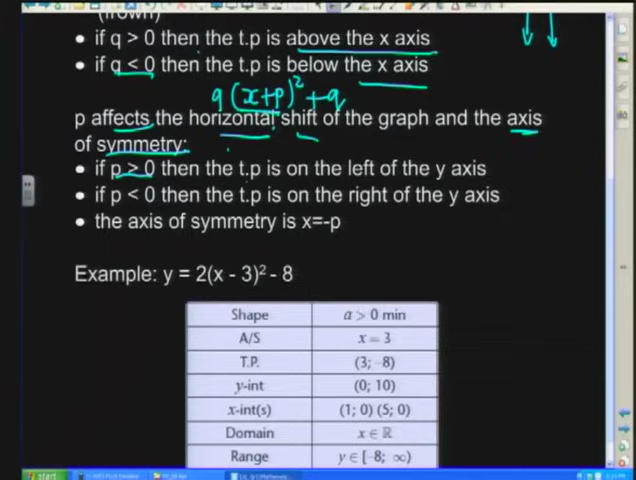 (frown)
• if q > 0 then the t.p is above the x axis
• if q < 0 then the t.p is below the x axis
q(x+p)²+q
p affects the horizontal shift of the graph and the axis
of symmetry:
• if p > 0 then the t.p is on the left of the y axis
• if p < 0 then the t.p is on the right of the y axis
• the axis of symmetry is x=-p
Example: y = 2(x - 3)² - 8
Shape a > 0 min
A/S x = 3
T.P. (3; -8)
y-int (0; 10)
x-int(s) (1; 0) (5; 0)
Domain x ∈ ℝ
Range y ∈ [-8; ∞)
start